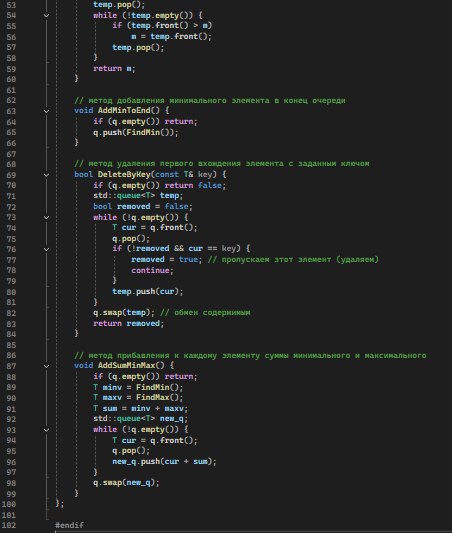 53 temp.pop();
54 while (!temp.empty()) {
55 if (temp.front() > m)
56 m = temp.front();
57 temp.pop();
58 }
59 return m;
60 }
61
62 // метод добавления минимального элемента в конец очереди
63 void AddMinToEnd() {
64 if (q.empty()) return;
65 q.push(FindMin());
66 }
67
68 // метод удаления первого вхождения элемента с заданным ключом
69 bool DeleteByKey(const T& key) {
70 if (q.empty()) return false;
71 std::queue<T> temp;
72 bool removed = false;
73 while (!q.empty()) {
74 T cur = q.front();
75 q.pop();
76 if (!removed && cur == key) {
77 removed = true; // пропускаем этот элемент (удаляем)
78 continue;
79 }
80 temp.push(cur);
81 }
82 q.swap(temp); // обмен содержимым
83 return removed;
84 }
85
86 // метод прибавления к каждому элементу суммы минимального и максимального
87 void AddSumMinMax() {
88 if (q.empty()) return;
89 T minv = FindMin();
90 T maxv = FindMax();
91 T sum = minv + maxv;
92 std::queue<T> new_q;
93 while (!q.empty()) {
94 T cur = q.front();
95 q.pop();
96 new_q.push(cur + sum);
97 }
98 q.swap(new_q);
99 }
100 };
101
102 #endif